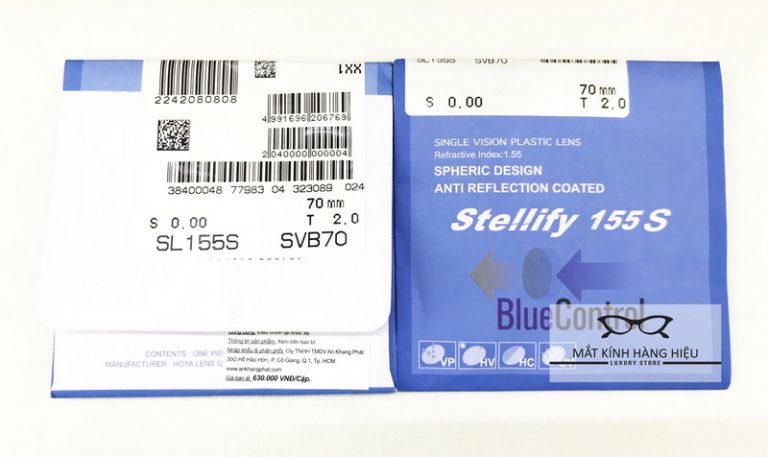 XX1
2242080808
4 991696 206769
2 040000 000004
38400048 77983 04 323089 024
70 mm
S 0.00 T 2.0
SL155S SVB70
CONTENTS : ONE PIE
MANUFACTURER : HOYA LENS G
Thông tin sản phẩm: Xem trên bao bì.
Nhập khẩu & phân phối: Cty TNHH TMDV An Khang Phát
30G Hồ Hảo Hớn, P. Cô Giang, Q.1, Tp. HCM.
www.ankhangphat.com
Giá bán lẻ 630.000 VNĐ/Cặp.
SL155S SVB70
70 mm
S 0.00 T 2.0
SINGLE VISION PLASTIC LENS
Refractive Index:1.55
SPHERIC DESIGN
ANTI REFLECTION COATED
Stellify 155 S
BlueControl
VP HV HC
MẮT KÍNH HÀNG HIỆU
LUXURY STORE